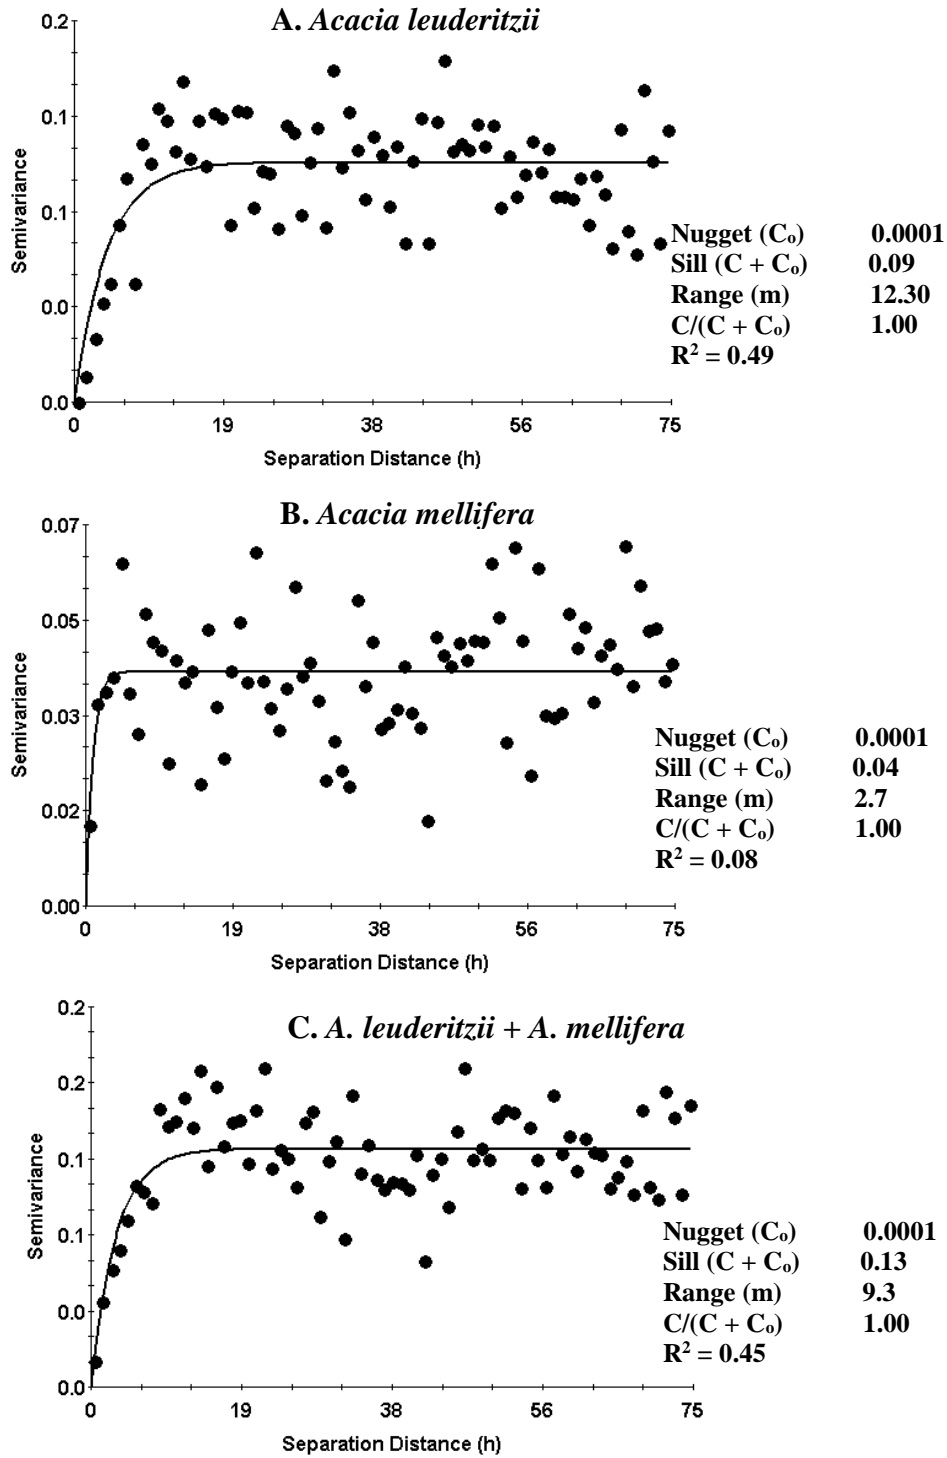 A. Acacia leuderitzii
0.2
0.1
0.1
0.0
0.0
Semivariance
0 19 38 56 75
Separation Distance (h)
Nugget (Co) 0.0001
Sill (C + Co) 0.09
Range (m) 12.30
C/(C + Co) 1.00
R² = 0.49
B. Acacia mellifera
0.07
0.05
0.03
0.02
0.00
Semivariance
0 19 38 56 75
Separation Distance (h)
Nugget (Co) 0.0001
Sill (C + Co) 0.04
Range (m) 2.7
C/(C + Co) 1.00
R² = 0.08
C. A. leuderitzii + A. mellifera
0.2
0.2
0.1
0.1
0.0
0.0
Semivariance
0 19 38 56 75
Separation Distance (h)
Nugget (Co) 0.0001
Sill (C + Co) 0.13
Range (m) 9.3
C/(C + Co) 1.00
R² = 0.45